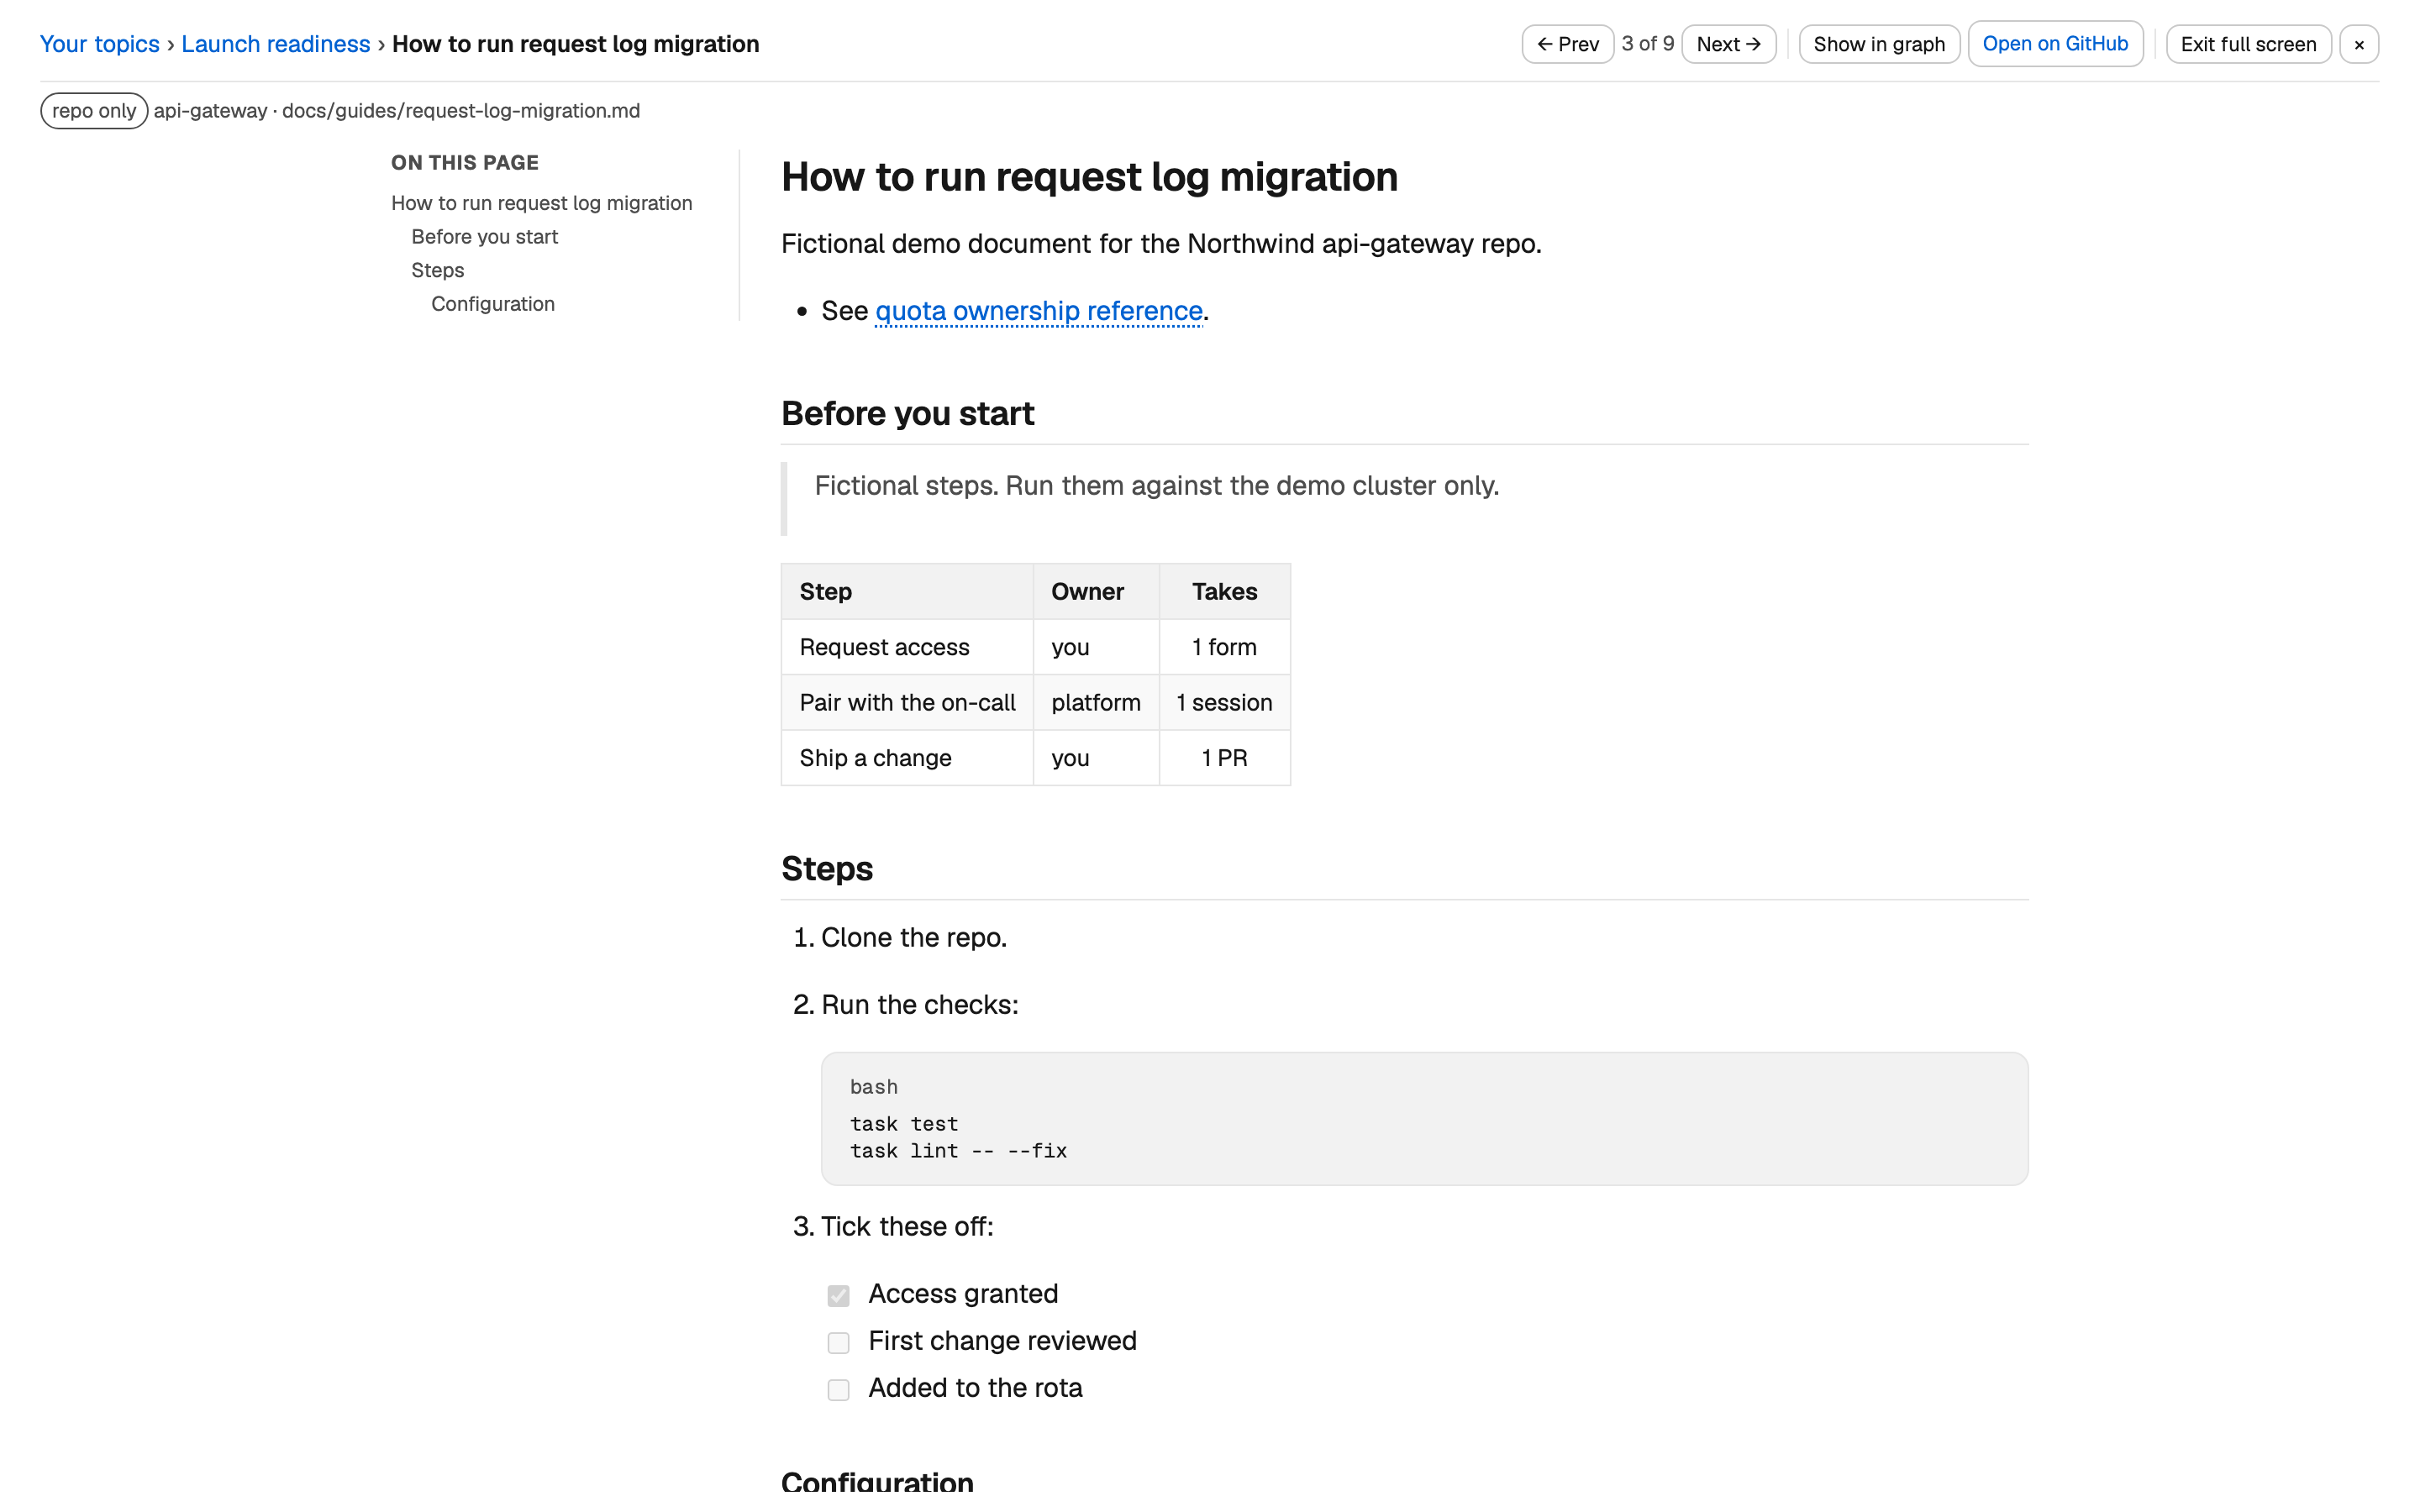 Your topics › Launch readiness › How to run request log migration
← Prev 3 of 9 Next → Show in graph Open on GitHub Exit full screen ×
repo only api-gateway · docs/guides/request-log-migration.md
ON THIS PAGE
How to run request log migration
Before you start
Steps
Configuration
How to run request log migration
Fictional demo document for the Northwind api-gateway repo.
• See quota ownership reference.
Before you start
Fictional steps. Run them against the demo cluster only.
Step Owner Takes
Request access you 1 form
Pair with the on-call platform 1 session
Ship a change you 1 PR
Steps
1. Clone the repo.
2. Run the checks:
bash
task test
task lint -- --fix
3. Tick these off:
Access granted
First change reviewed
Added to the rota
Configuration